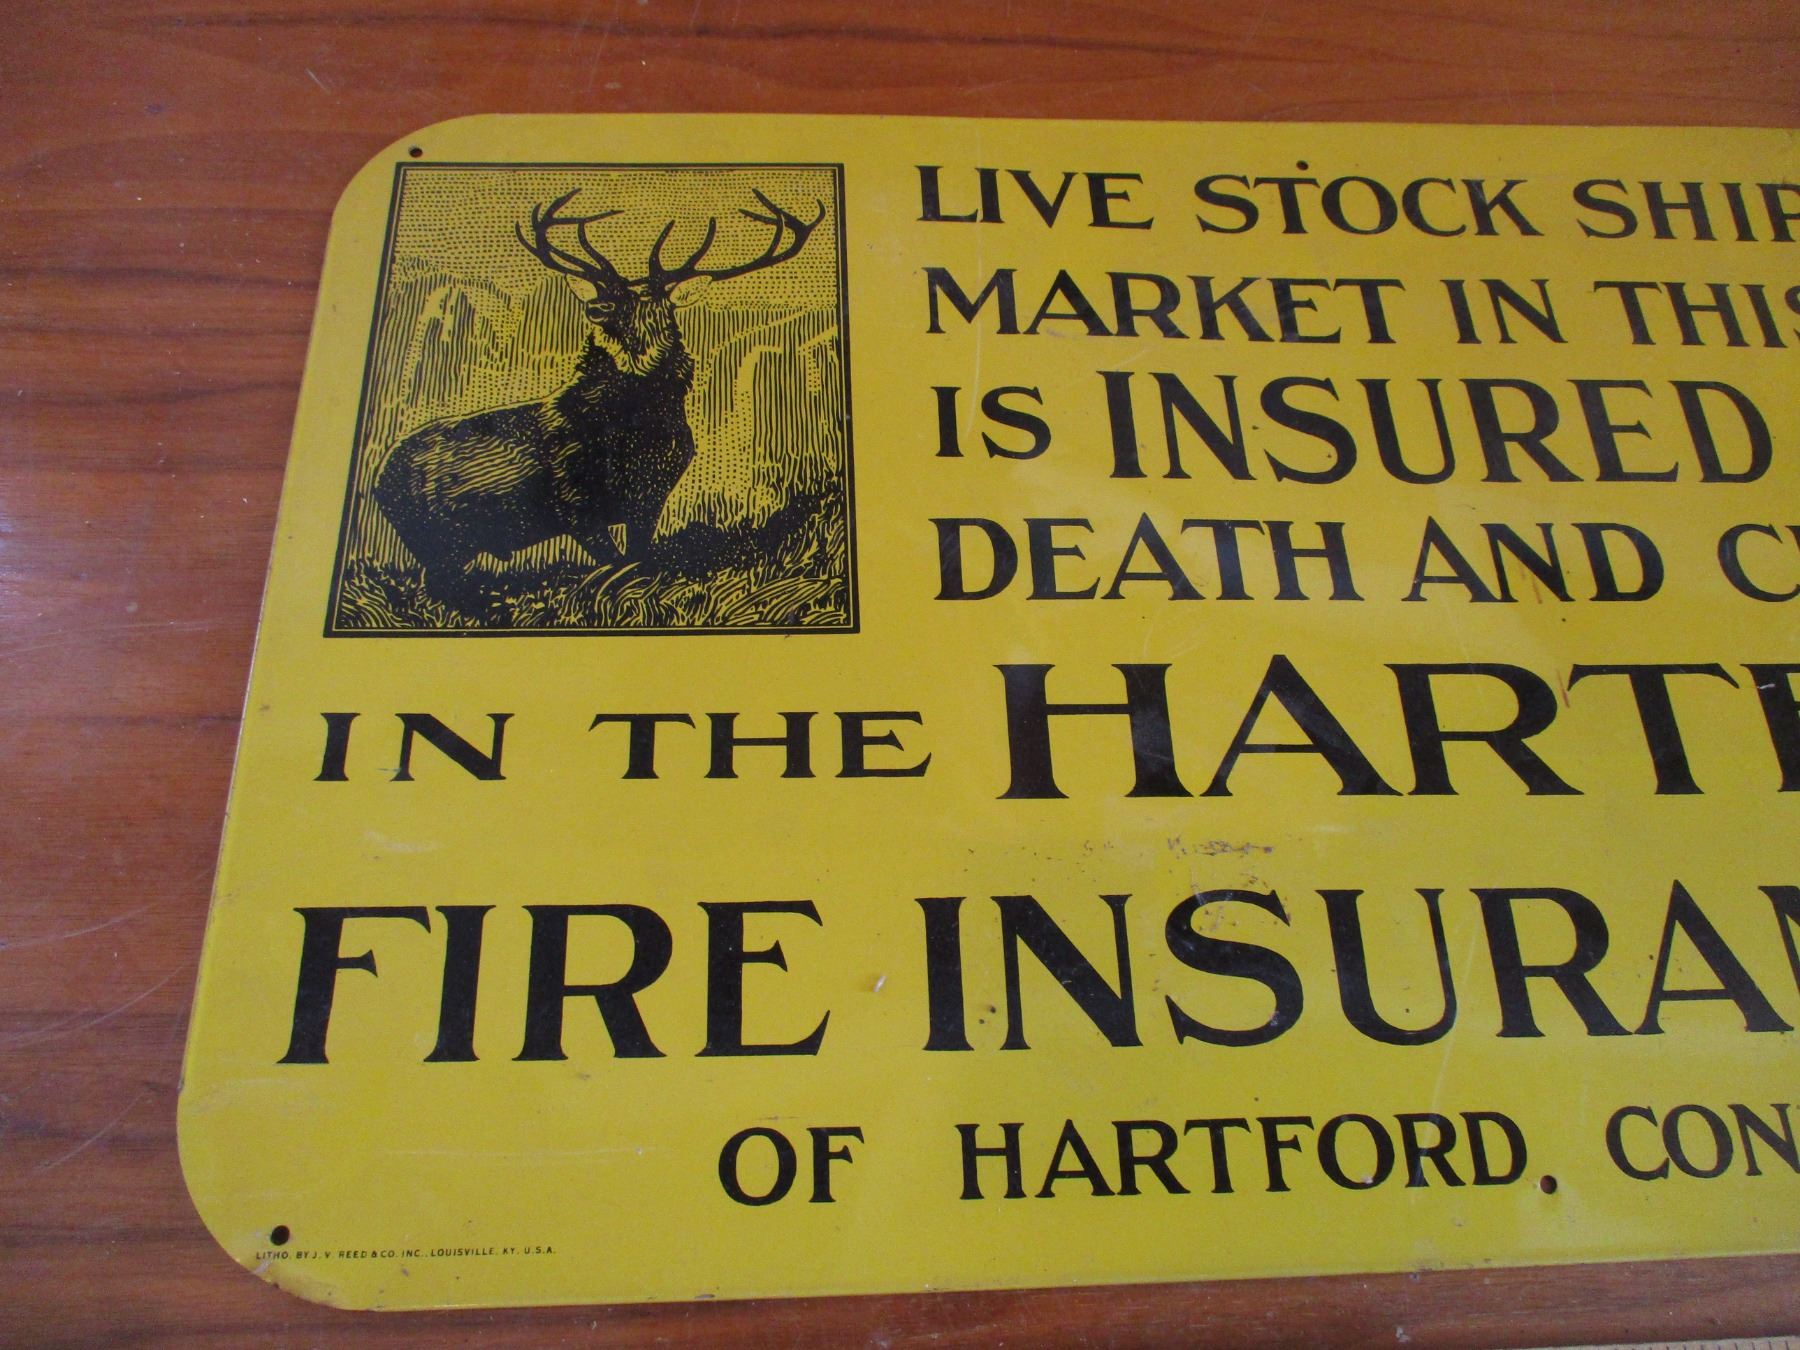 LIVE STOCK SHIP
MARKET IN THIS
IS INSURED
DEATH AND C
IN THE HARTF
FIRE INSURAN
OF HARTFORD, CON
LITHO. BY J. V. REED & CO. INC., LOUISVILLE, KY. U.S.A.